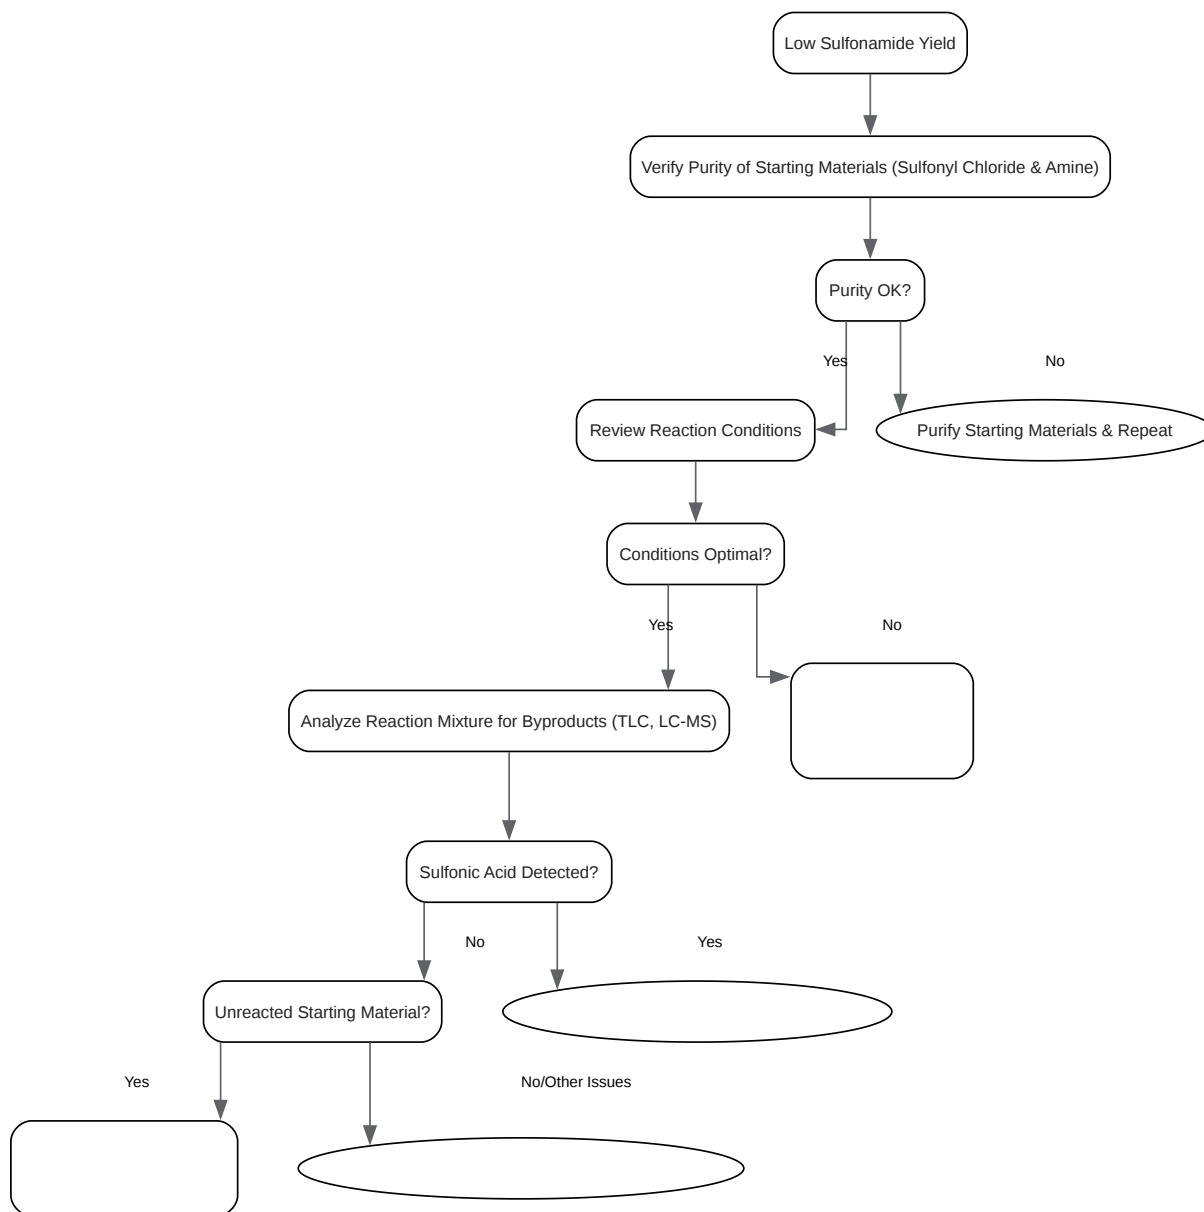 Low Sulfonamide Yield
Verify Purity of Starting Materials (Sulfonyl Chloride & Amine)
Purity OK?
Yes
No
Review Reaction Conditions
Purify Starting Materials & Repeat
Conditions Optimal?
Yes
No
Analyze Reaction Mixture for Byproducts (TLC, LC-MS)
Sulfonic Acid Detected?
No
Yes
Unreacted Starting Material?
Yes
No/Other Issues